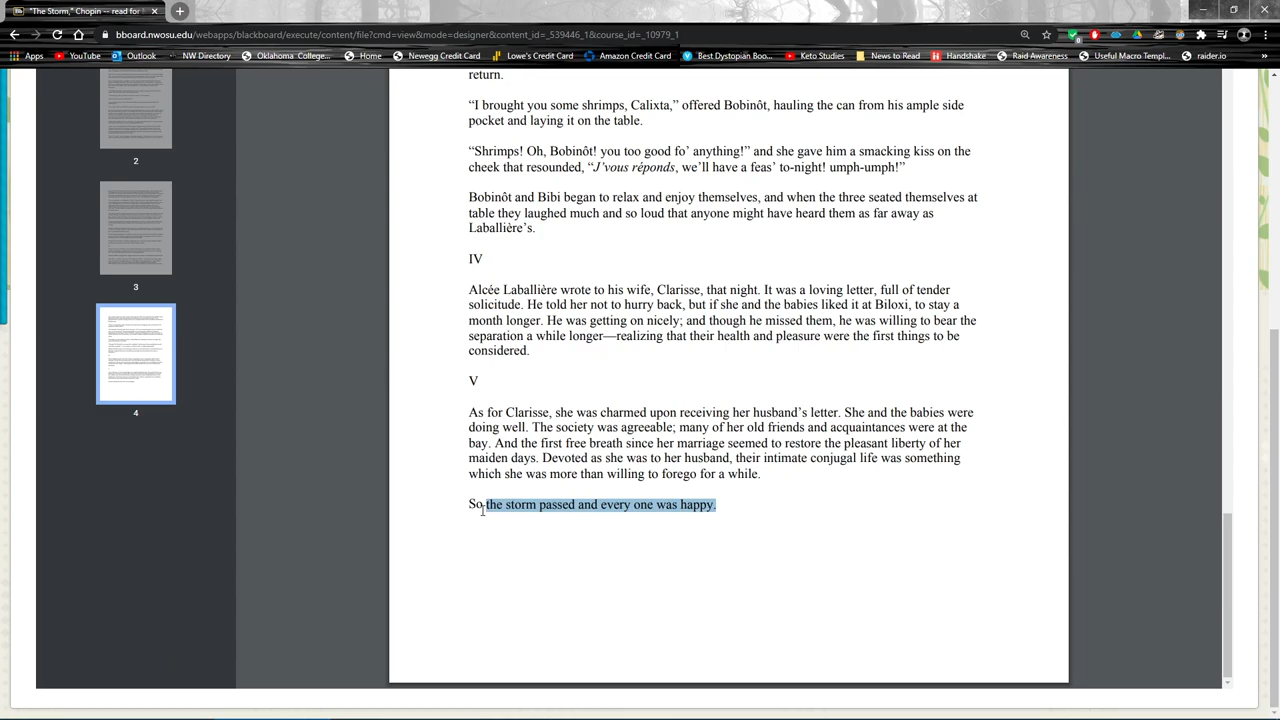 "The Storm," Chopin -- read for
bboard.nwosu.edu/webapps/blackboard/execute/content/file?cmd=view&mode=designer&content_id=_539446_1&course_id=_10979_1
Apps YouTube Outlook NW Directory Oklahoma College... Home Newegg Credit Card Lowe's Credit Card Amazon Credit Card Best Dystopian Boo... Keto Studies News to Read Handshake Raid Awareness Useful Macro Templ... raider.io
return.
“I brought you some shrimps, Calixta,” offered Bobinôt, hauling the can from his ample side
pocket and laying it on the table.
“Shrimps! Oh, Bobinôt! you too good fo’ anything!” and she gave him a smacking kiss on the
cheek that resounded, “J’vous réponds, we’ll have a feas’ to-night! umph-umph!”
Bobinôt and Bibi began to relax and enjoy themselves, and when the three seated themselves at
table they laughed much and so loud that anyone might have heard them as far away as
Laballière’s.
IV
Alcée Laballière wrote to his wife, Clarisse, that night. It was a loving letter, full of tender
solicitude. He told her not to hurry back, but if she and the babies liked it at Biloxi, to stay a
month longer. He was getting on nicely; and though he missed them, he was willing to bear the
separation a while longer—realizing that their health and pleasure were the first things to be
considered.
V
As for Clarisse, she was charmed upon receiving her husband’s letter. She and the babies were
doing well. The society was agreeable; many of her old friends and acquaintances were at the
bay. And the first free breath since her marriage seemed to restore the pleasant liberty of her
maiden days. Devoted as she was to her husband, their intimate conjugal life was something
which she was more than willing to forego for a while.
So the storm passed and every one was happy.
2
3
4